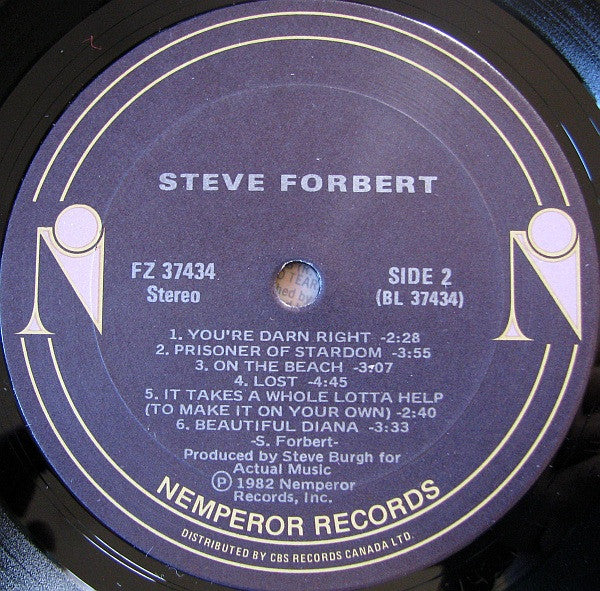 STEVE FORBERT
FZ 37434
Stereo
SIDE 2
(BL 37434)
1. YOU'RE DARN RIGHT -2:28
2. PRISONER OF STARDOM -3:55
3. ON THE BEACH -3:07
4. LOST -4:45
5. IT TAKES A WHOLE LOTTA HELP
(TO MAKE IT ON YOUR OWN) -2:40
6. BEAUTIFUL DIANA -3:33
-S. Forbert-
Produced by Steve Burgh for
Actual Music
Ⓟ 1982 Nemperor
Records, Inc.
NEMPEROR RECORDS
DISTRIBUTED BY CBS RECORDS CANADA LTD.